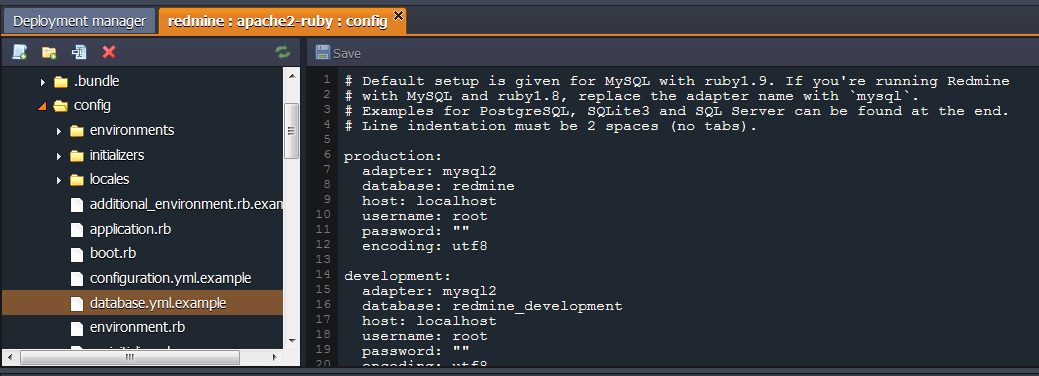 Deployment manager
redmine : apache2-ruby : config
Save
.bundle
config
environments
initializers
locales
additional_environment.rb.exam
application.rb
boot.rb
configuration.yml.example
database.yml.example
environment.rb
1 # Default setup is given for MySQL with ruby1.9. If you're running Redmine
2 # with MySQL and ruby1.8, replace the adapter name with `mysql`.
3 # Examples for PostgreSQL, SQLite3 and SQL Server can be found at the end.
4 # Line indentation must be 2 spaces (no tabs).
5
6 production:
7 adapter: mysql2
8 database: redmine
9 host: localhost
10 username: root
11 password: ""
12 encoding: utf8
13
14 development:
15 adapter: mysql2
16 database: redmine_development
17 host: localhost
18 username: root
19 password: ""
20 encoding: utf8